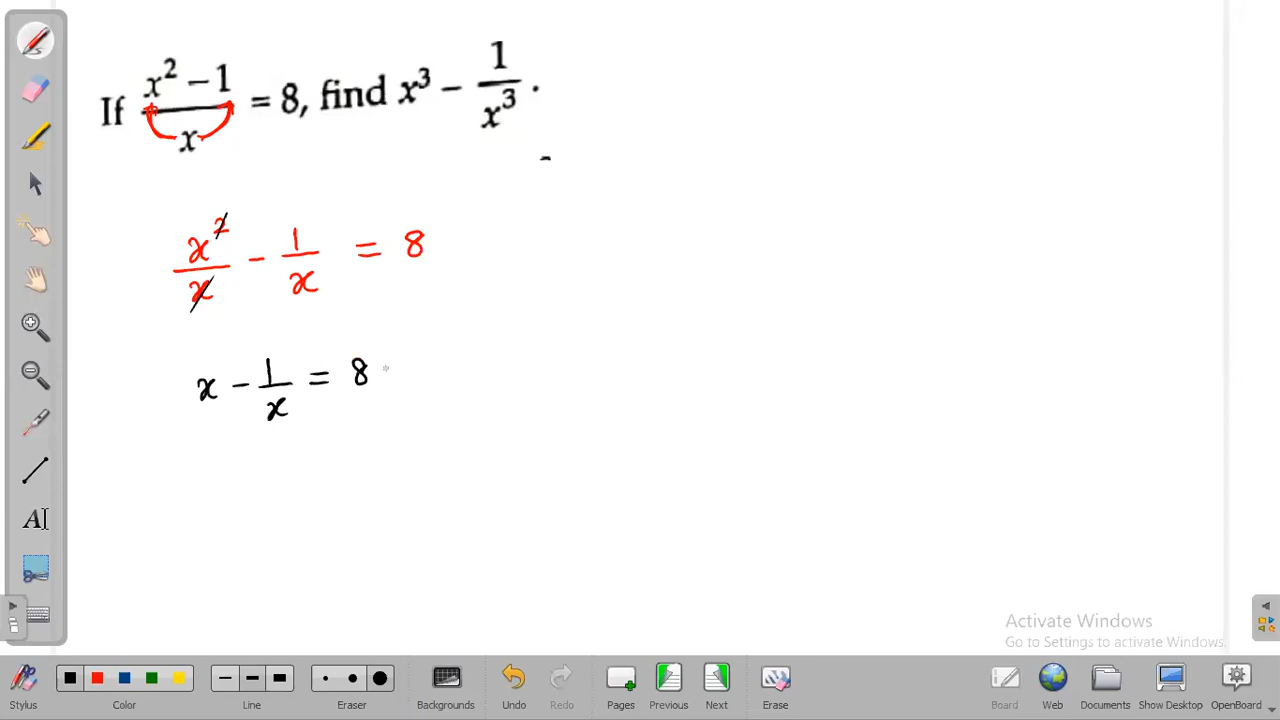 If x² − 1 / x = 8, find x³ − 1 / x³ .
x² / x − 1 / x = 8
x − 1 / x = 8
AI
Activate Windows
Go to Settings to activate Windows.
Stylus Color Line Eraser Backgrounds Undo Redo Pages Previous Next Erase Board Web Documents Show Desktop OpenBoard